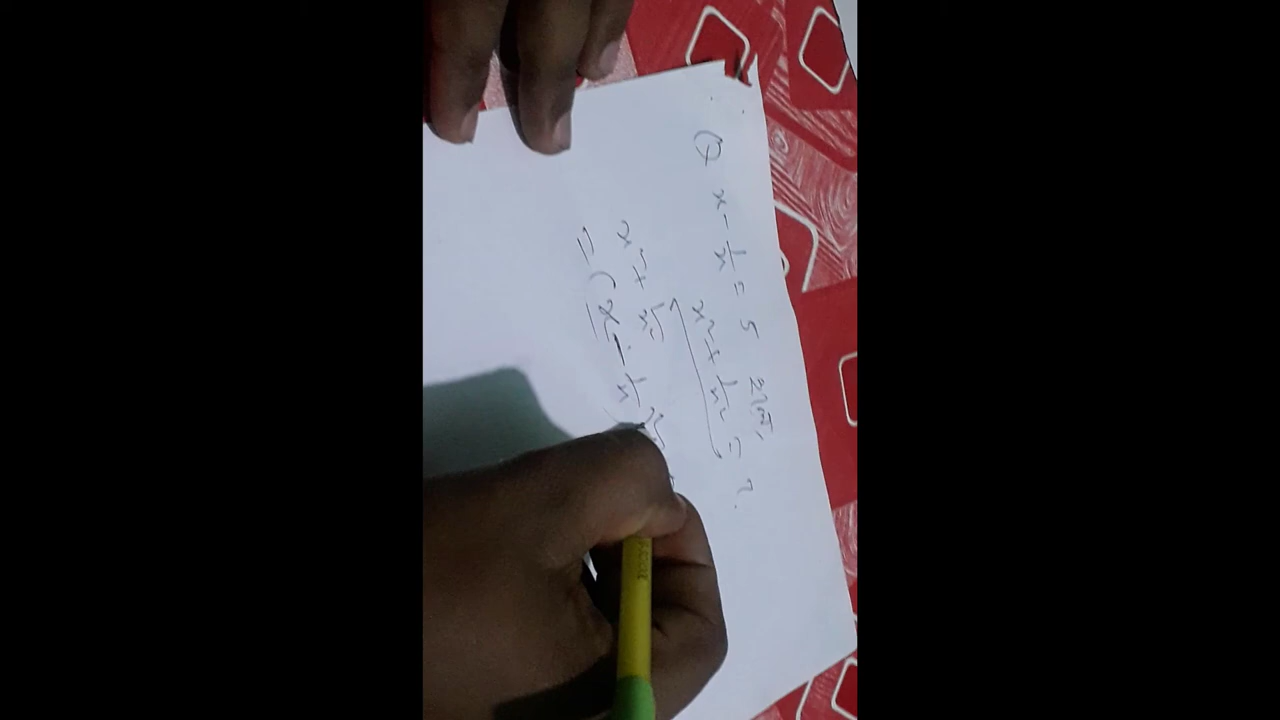 Q x - 1/x = 5 হলে,
x² + 1/x² = ?
x² + 1/x²
= (x - 1/x)²